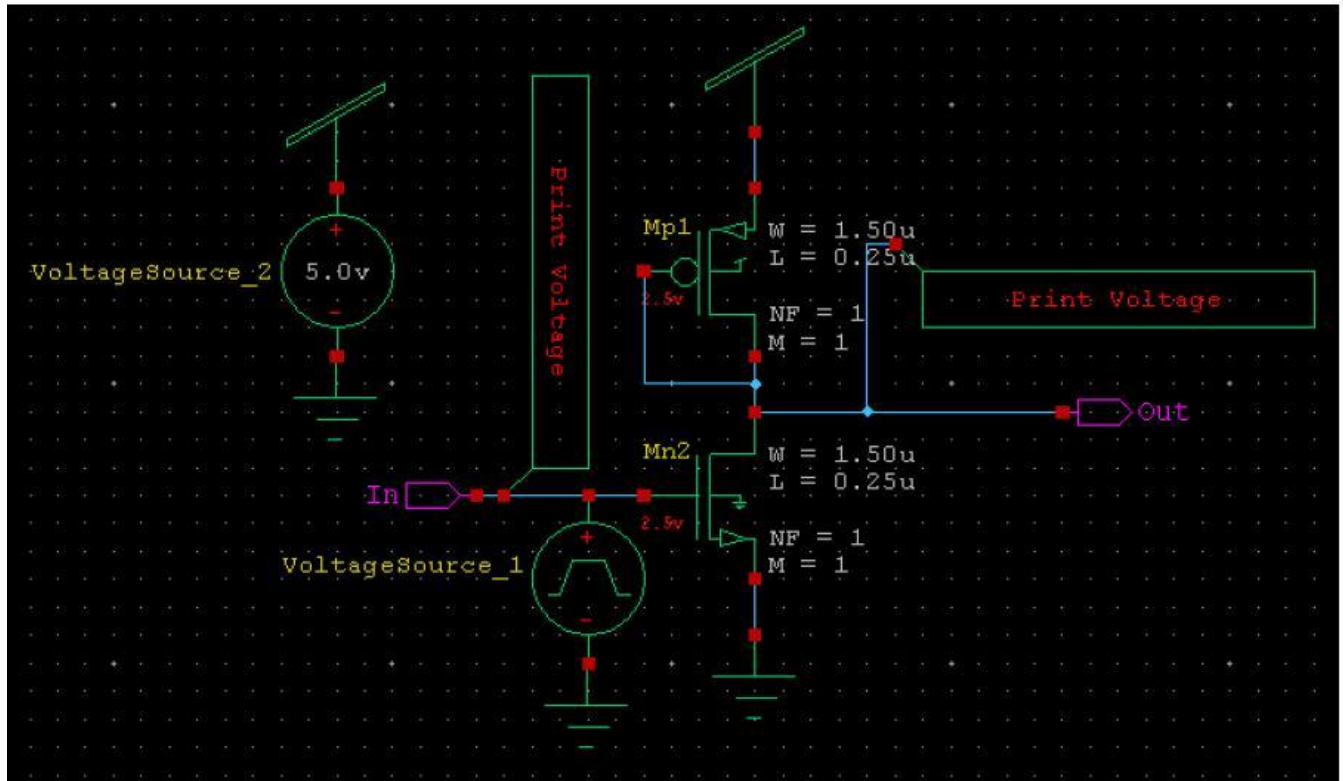 Print Voltage
Mp1
W = 1.50u
L = 0.25u
2.5v
NF = 1
M = 1
VoltageSource_2
5.0v
+
-
Print Voltage
Out
Mn2
W = 1.50u
L = 0.25u
In
2.5v
NF = 1
M = 1
VoltageSource_1
+
-